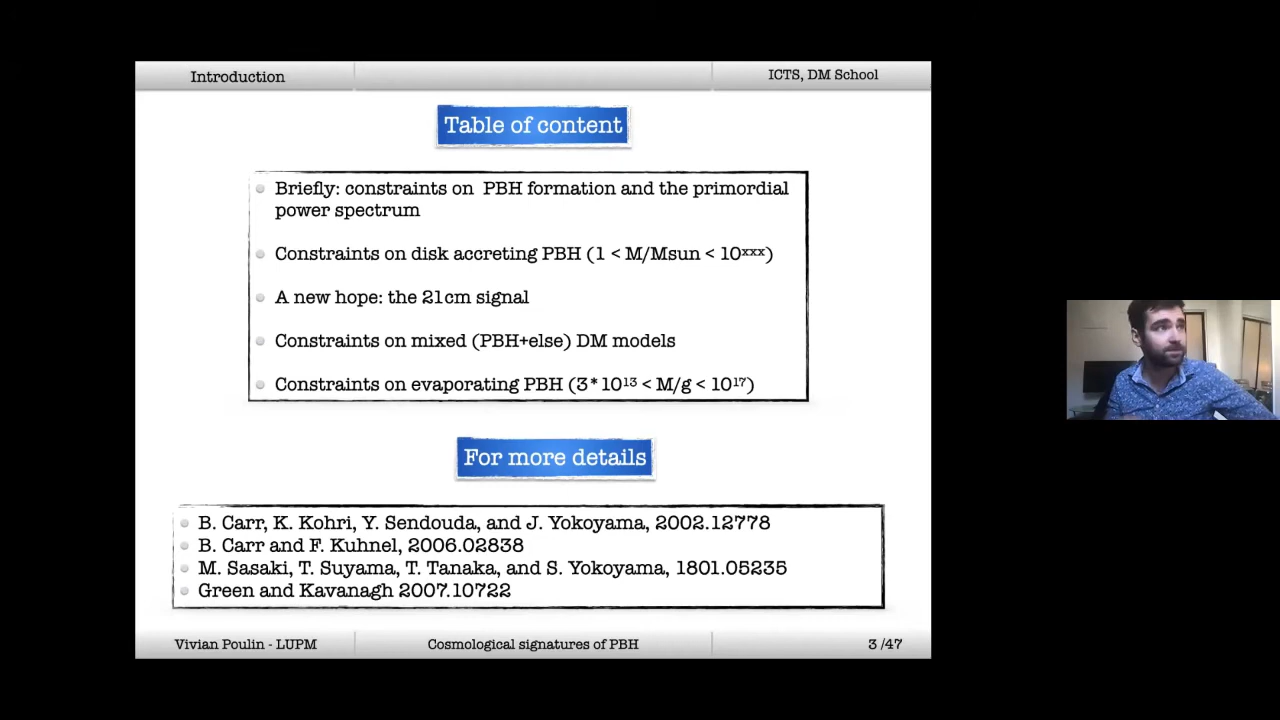 Introduction
ICTS, DM School
Table of content
Briefly: constraints on PBH formation and the primordial
power spectrum
Constraints on disk accreting PBH (1 < M/Msun < 10ˣˣˣ)
A new hope: the 21cm signal
Constraints on mixed (PBH+else) DM models
Constraints on evaporating PBH (3*10¹³ < M/g < 10¹⁷)
For more details
B. Carr, K. Kohri, Y. Sendouda, and J. Yokoyama, 2002.12778
B. Carr and F. Kuhnel, 2006.02838
M. Sasaki, T. Suyama, T. Tanaka, and S. Yokoyama, 1801.05235
Green and Kavanagh 2007.10722
Vivian Poulin - LUPM
Cosmological signatures of PBH
3 /47